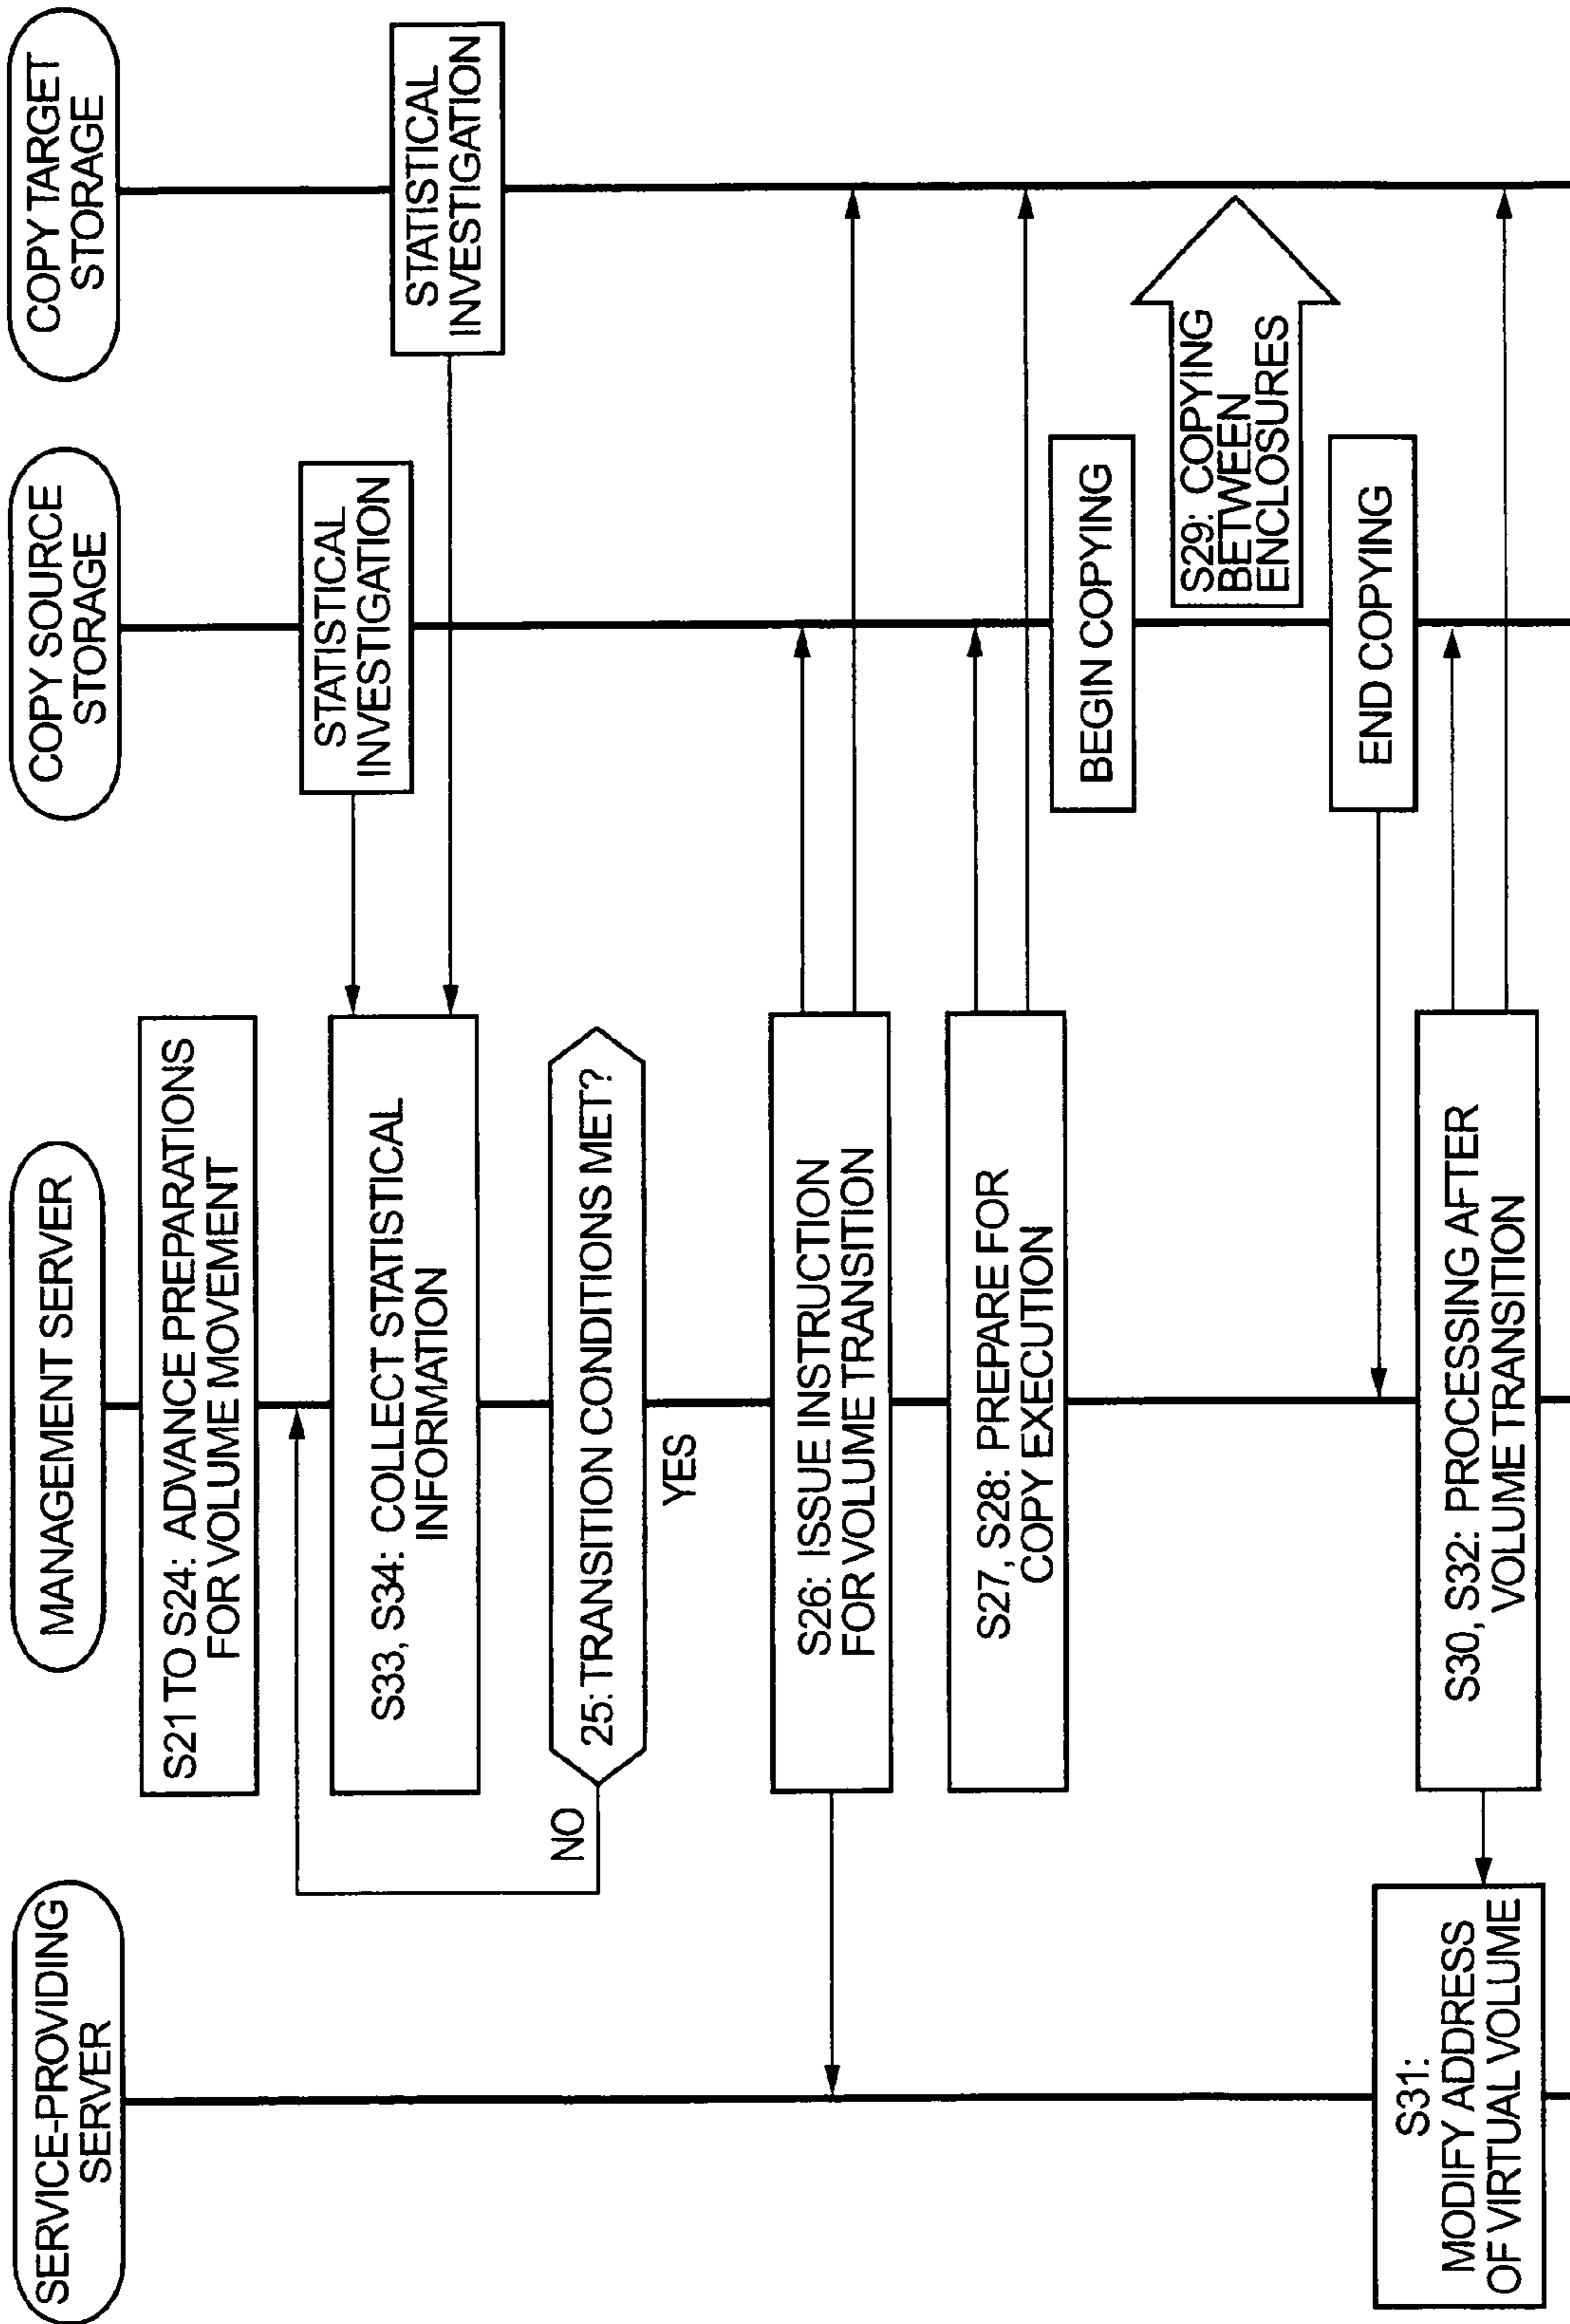 SERVICE-PROVIDING
SERVER
MANAGEMENT SERVER
COPY SOURCE
STORAGE
COPY TARGET
STORAGE
S21 TO S24: ADVANCE PREPARATIONS
FOR VOLUME MOVEMENT
STATISTICAL
INVESTIGATION
STATISTICAL
INVESTIGATION
S33, S34: COLLECT STATISTICAL
INFORMATION
NO
25: TRANSITION CONDITIONS MET?
YES
S26: ISSUE INSTRUCTION
FOR VOLUME TRANSITION
S27, S28: PREPARE FOR
COPY EXECUTION
BEGIN COPYING
S29: COPYING
BETWEEN
ENCLOSURES
END COPYING
S30, S32: PROCESSING AFTER
VOLUME TRANSITION
S31:
MODIFY ADDRESS
OF VIRTUAL VOLUME